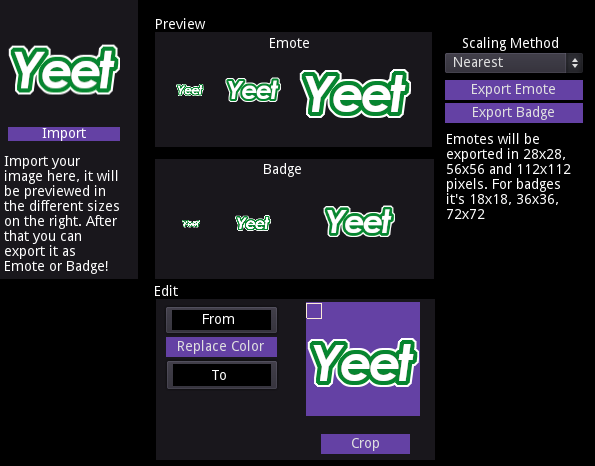 Yeet
Import
Import your
image here, it will
be previewed in
the different sizes
on the right. After
that you can
export it as
Emote or Badge!
Preview
Emote
Yeet Yeet Yeet
Badge
Yeet Yeet Yeet
Edit
From
Replace Color
To
Yeet
Crop
Scaling Method
Nearest
Export Emote
Export Badge
Emotes will be
exported in 28x28,
56x56 and 112x112
pixels. For badges
it's 18x18, 36x36,
72x72